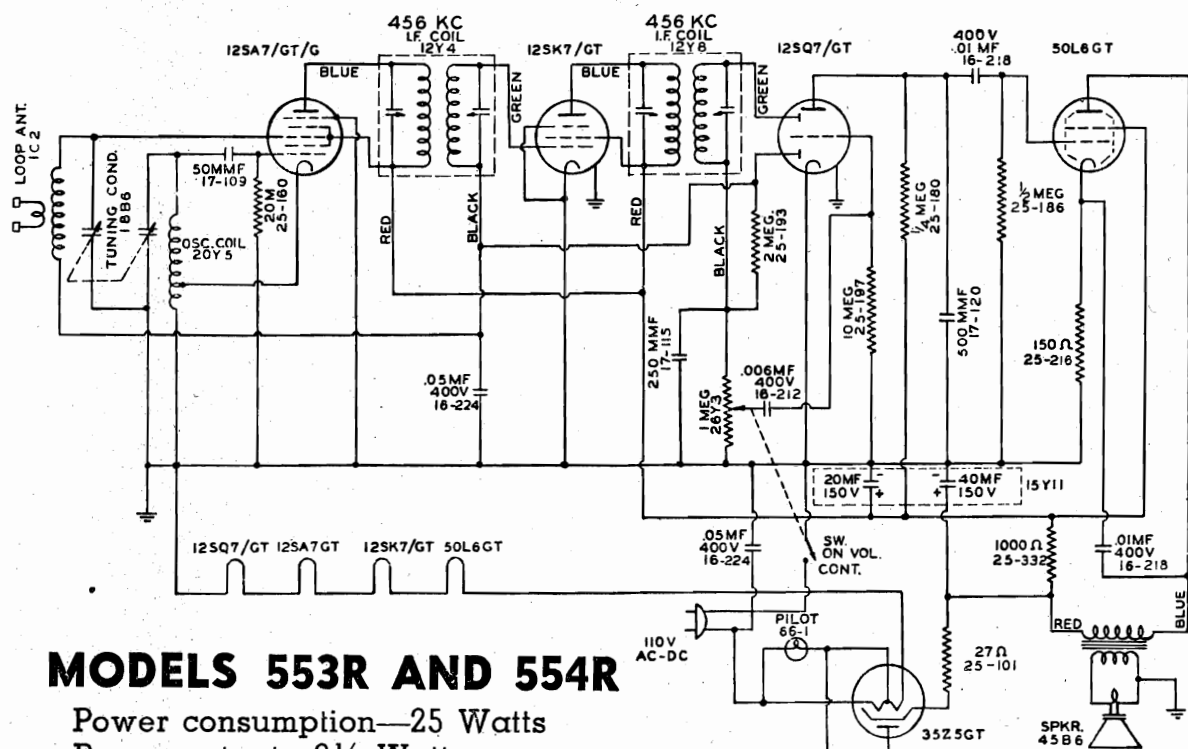 456 KC
I.F. COIL
12Y4
456 KC
I.F. COIL
12Y8
12SA7/GT/G
12SK7/GT
12SQ7/GT
400V
.01 MF
16-218
50L6GT
BLUE
GREEN
BLUE
GREEN
LOOP ANT.
1C2
50MMF
17-109
20M
25-160
TUNING COND.
18B6
OSC. COIL
20Y5
RED
BLACK
RED
BLACK
2 MEG.
25-193
10 MEG
25-197
1/4 MEG
25-180
500 MMF
17-120
1/2 MEG
25-186
150Ω
25-216
250 MMF
17-115
.05MF
400V
16-224
1 MEG
26Y3
.006MF
400V
16-212
20MF
150V
- +
- +
40MF
150V
15Y11
12SQ7/GT
12SA7GT
12SK7/GT
50L6GT
.05MF
400V
16-224
SW.
ON VOL.
CONT.
1000Ω
25-332
.01MF
400V
16-218
110V
AC-DC
PILOT
66-1
RED
BLUE
27Ω
25-101
35Z5GT
SPKR.
45B6
MODELS 553R AND 554R
Power consumption—25 Watts